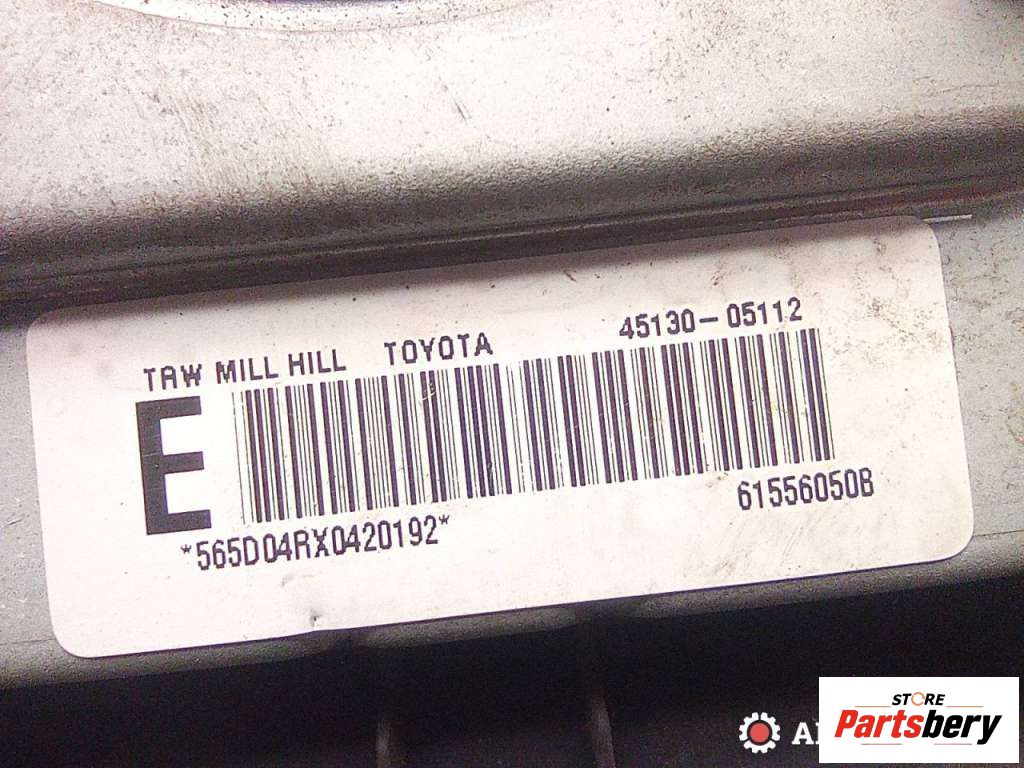 TRW MILL HILL TOYOTA 45130-05112
E
*565D04RX0420192*
61556050B
STORE
Partsbery